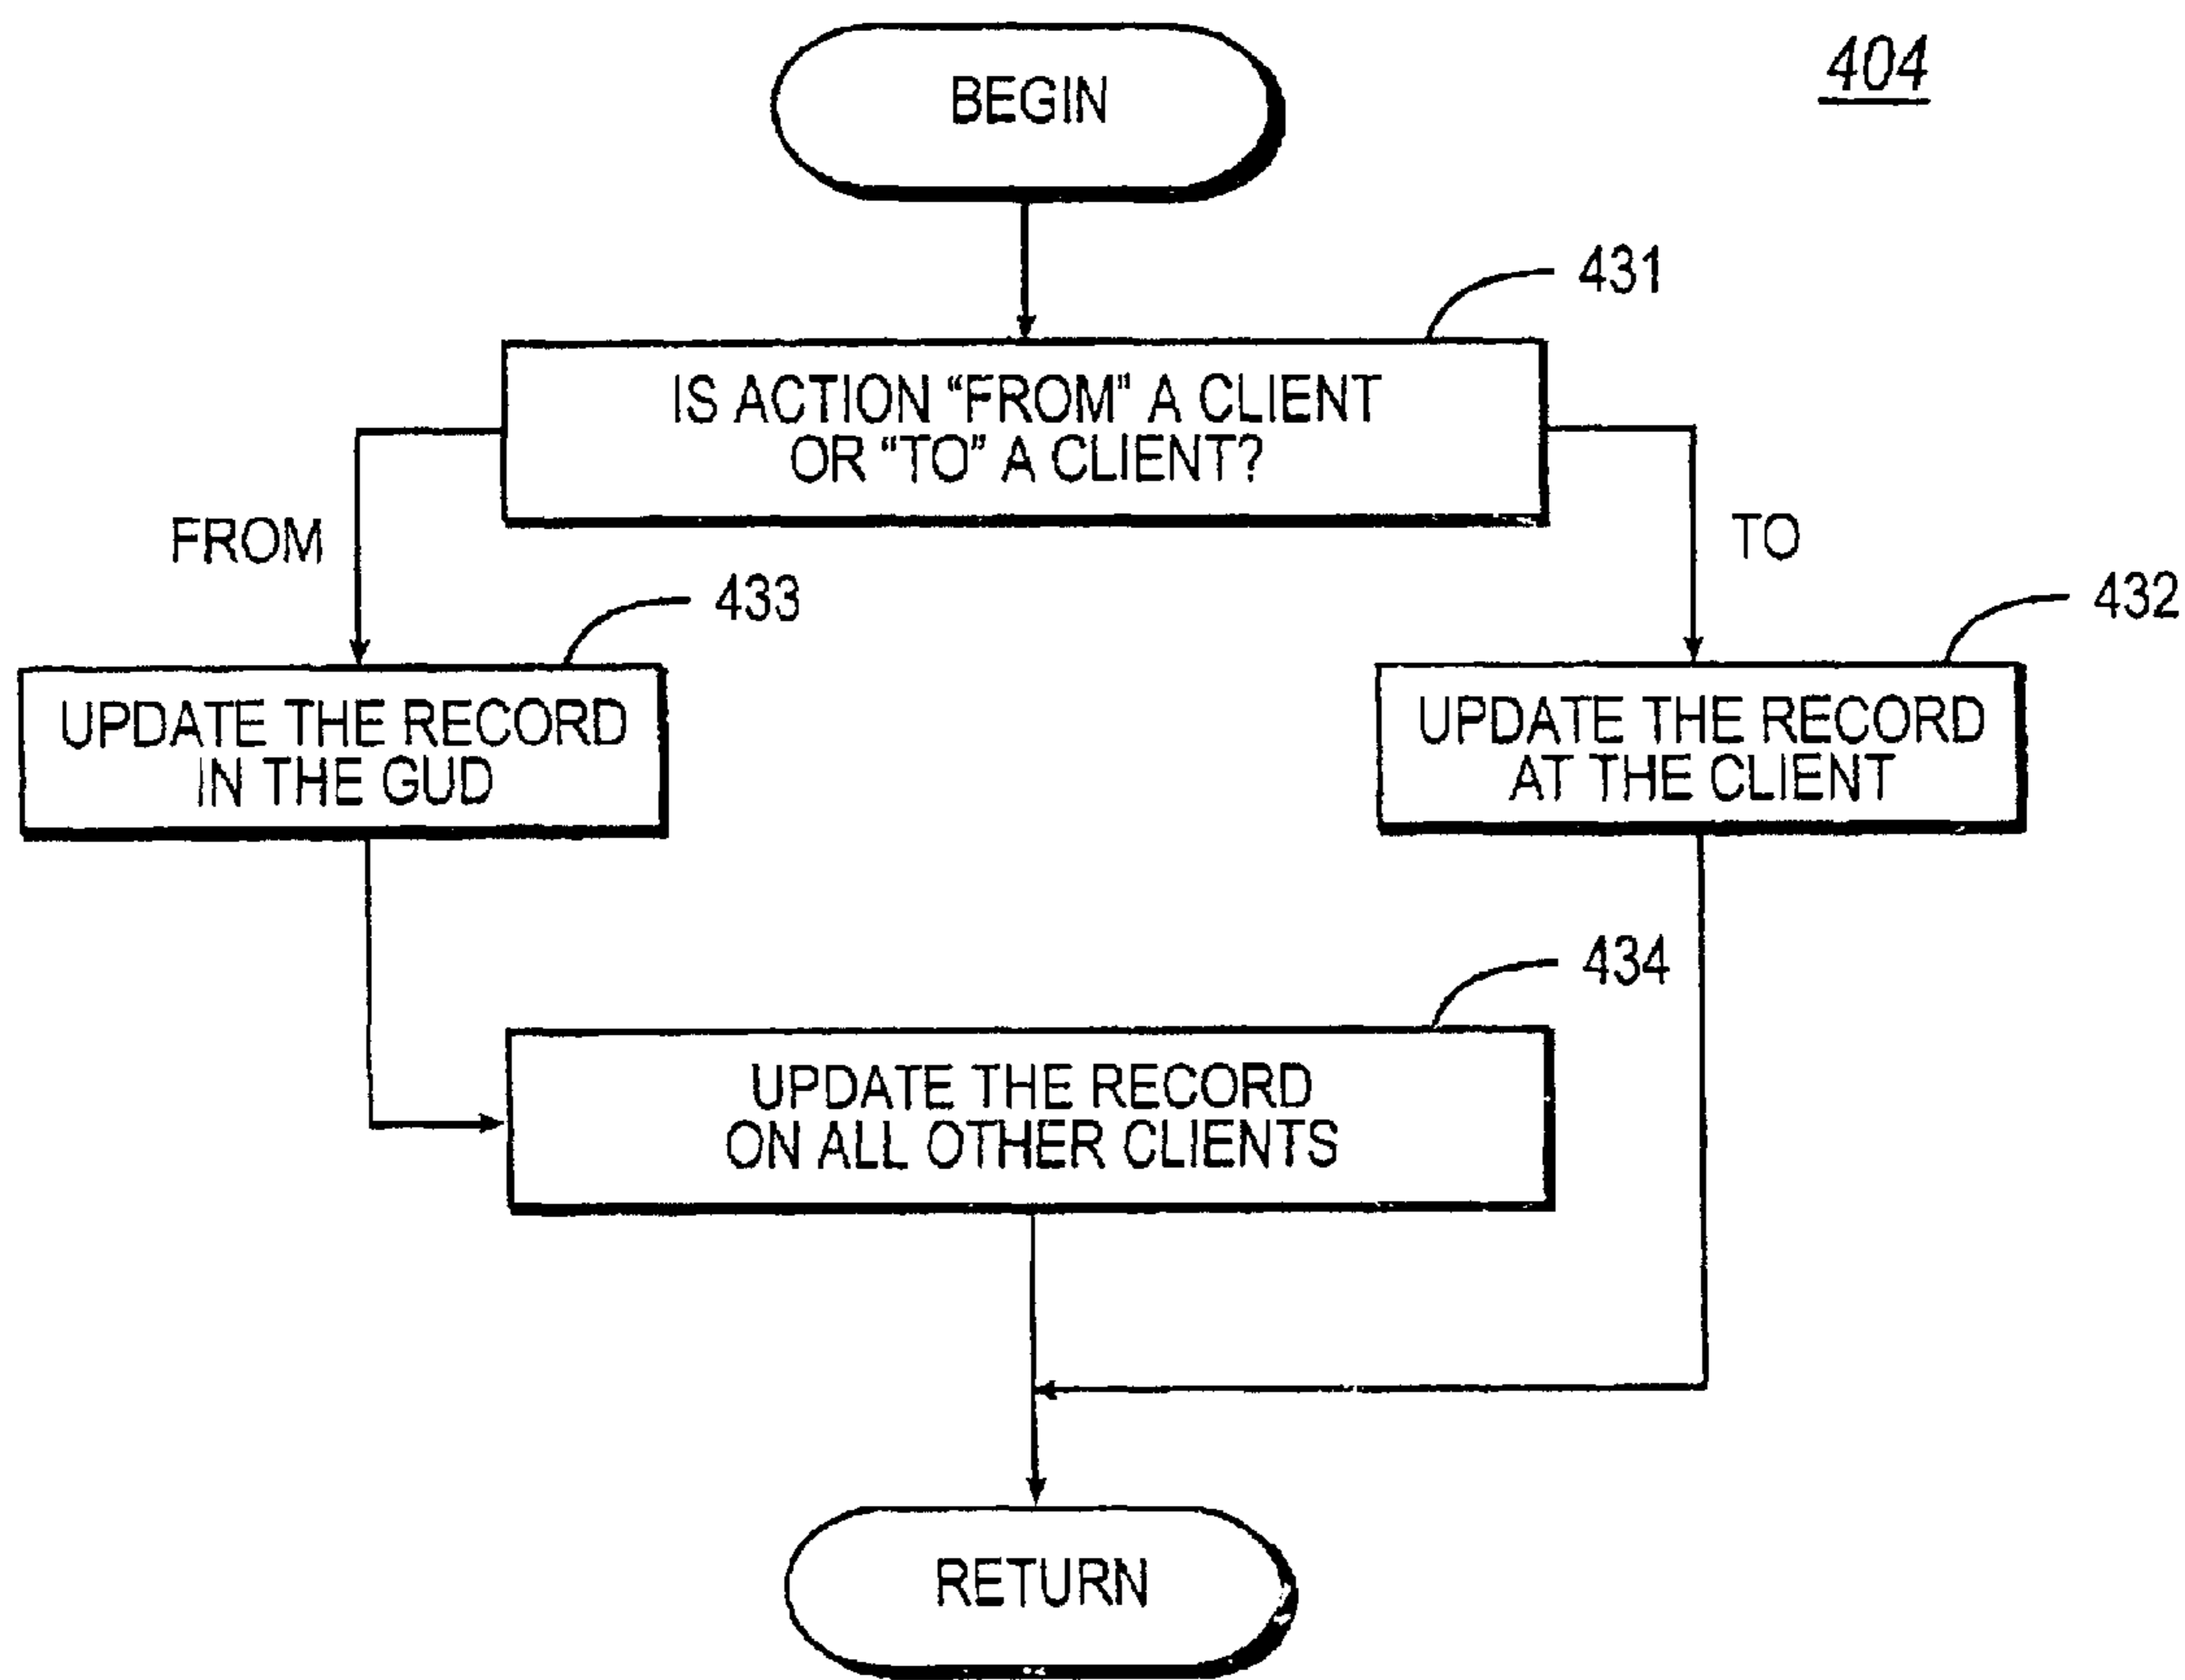 404
BEGIN
431
IS ACTION “FROM” A CLIENT
OR “TO” A CLIENT?
FROM
TO
433
432
UPDATE THE RECORD
IN THE GUD
UPDATE THE RECORD
AT THE CLIENT
434
UPDATE THE RECORD
ON ALL OTHER CLIENTS
RETURN